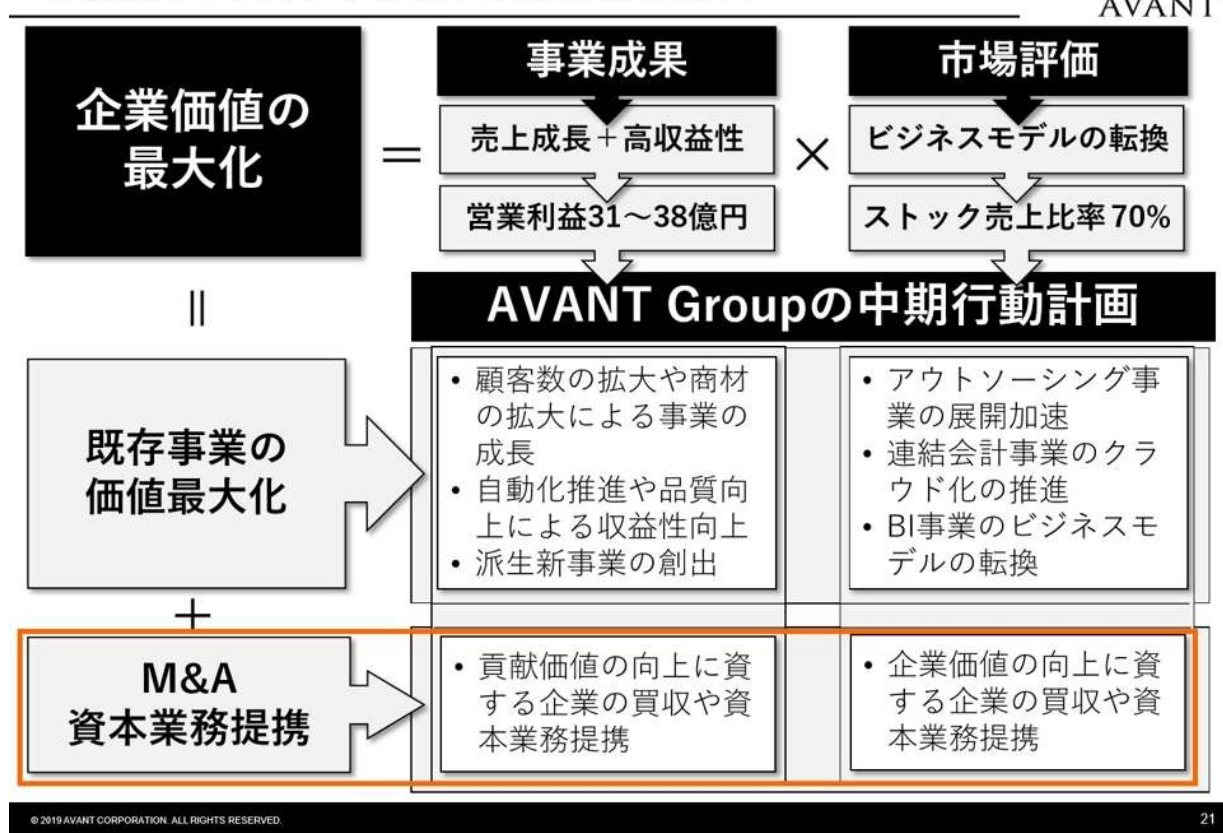 AVANT
企業価値の
最大化
＝
事業成果
売上成長＋高収益性
営業利益31～38億円
×
市場評価
ビジネスモデルの転換
ストック売上比率 70%
＝
AVANT Groupの中期行動計画
既存事業の
価値最大化
• 顧客数の拡大や商材
の拡大による事業の
成長
• 自動化推進や品質向
上による収益性向上
• 派生新事業の創出
• アウトソーシング事
業の展開加速
• 連結会計事業のクラ
ウド化の推進
• BI事業のビジネスモ
デルの転換
＋
M&A
資本業務提携
• 貢献価値の向上に資
する企業の買収や資
本業務提携
• 企業価値の向上に資
する企業の買収や資
本業務提携
© 2019 AVANT CORPORATION. ALL RIGHTS RESERVED.
21